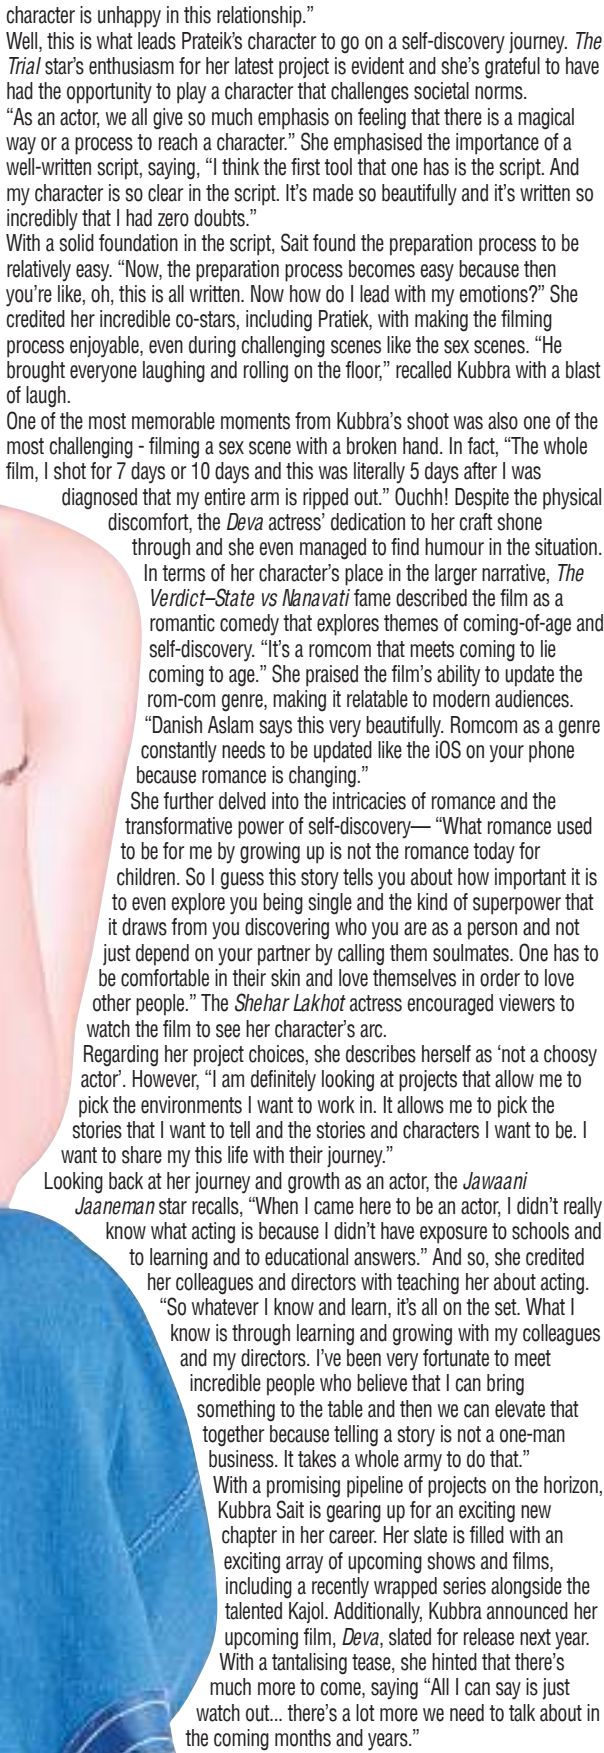 character is unhappy in this relationship.”
Well, this is what leads Prateik’s character to go on a self-discovery journey. The
Trial star’s enthusiasm for her latest project is evident and she’s grateful to have
had the opportunity to play a character that challenges societal norms.
“As an actor, we all give so much emphasis on feeling that there is a magical
way or a process to reach a character.” She emphasised the importance of a
well-written script, saying, “I think the first tool that one has is the script. And
my character is so clear in the script. It’s made so beautifully and it’s written so
incredibly that I had zero doubts.”
With a solid foundation in the script, Sait found the preparation process to be
relatively easy. “Now, the preparation process becomes easy because then
you’re like, oh, this is all written. Now how do I lead with my emotions?” She
credited her incredible co-stars, including Pratiek, with making the filming
process enjoyable, even during challenging scenes like the sex scenes. “He
brought everyone laughing and rolling on the floor,” recalled Kubbra with a blast
of laugh.
One of the most memorable moments from Kubbra’s shoot was also one of the
most challenging - filming a sex scene with a broken hand. In fact, “The whole
film, I shot for 7 days or 10 days and this was literally 5 days after I was
diagnosed that my entire arm is ripped out.” Ouchh! Despite the physical
discomfort, the Deva actress’ dedication to her craft shone
through and she even managed to find humour in the situation.
In terms of her character’s place in the larger narrative, The
Verdict–State vs Nanavati fame described the film as a
romantic comedy that explores themes of coming-of-age and
self-discovery. “It’s a romcom that meets coming to lie
coming to age.” She praised the film’s ability to update the
rom-com genre, making it relatable to modern audiences.
“Danish Aslam says this very beautifully. Romcom as a genre
constantly needs to be updated like the iOS on your phone
because romance is changing.”
She further delved into the intricacies of romance and the
transformative power of self-discovery— “What romance used
to be for me by growing up is not the romance today for
children. So I guess this story tells you about how important it is
to even explore you being single and the kind of superpower that
it draws from you discovering who you are as a person and not
just depend on your partner by calling them soulmates. One has to
be comfortable in their skin and love themselves in order to love
other people.” The Shehar Lakhot actress encouraged viewers to
watch the film to see her character’s arc.
Regarding her project choices, she describes herself as ‘not a choosy
actor’. However, “I am definitely looking at projects that allow me to
pick the environments I want to work in. It allows me to pick the
stories that I want to tell and the stories and characters I want to be. I
want to share my this life with their journey.”
Looking back at her journey and growth as an actor, the Jawaani
Jaaneman star recalls, “When I came here to be an actor, I didn’t really
know what acting is because I didn’t have exposure to schools and
to learning and to educational answers.” And so, she credited
her colleagues and directors with teaching her about acting.
“So whatever I know and learn, it’s all on the set. What I
know is through learning and growing with my colleagues
and my directors. I’ve been very fortunate to meet
incredible people who believe that I can bring
something to the table and then we can elevate that
together because telling a story is not a one-man
business. It takes a whole army to do that.”
With a promising pipeline of projects on the horizon,
Kubbra Sait is gearing up for an exciting new
chapter in her career. Her slate is filled with an
exciting array of upcoming shows and films,
including a recently wrapped series alongside the
talented Kajol. Additionally, Kubbra announced her
upcoming film, Deva, slated for release next year.
With a tantalising tease, she hinted that there’s
much more to come, saying “All I can say is just
watch out... there’s a lot more we need to talk about in
the coming months and years.”